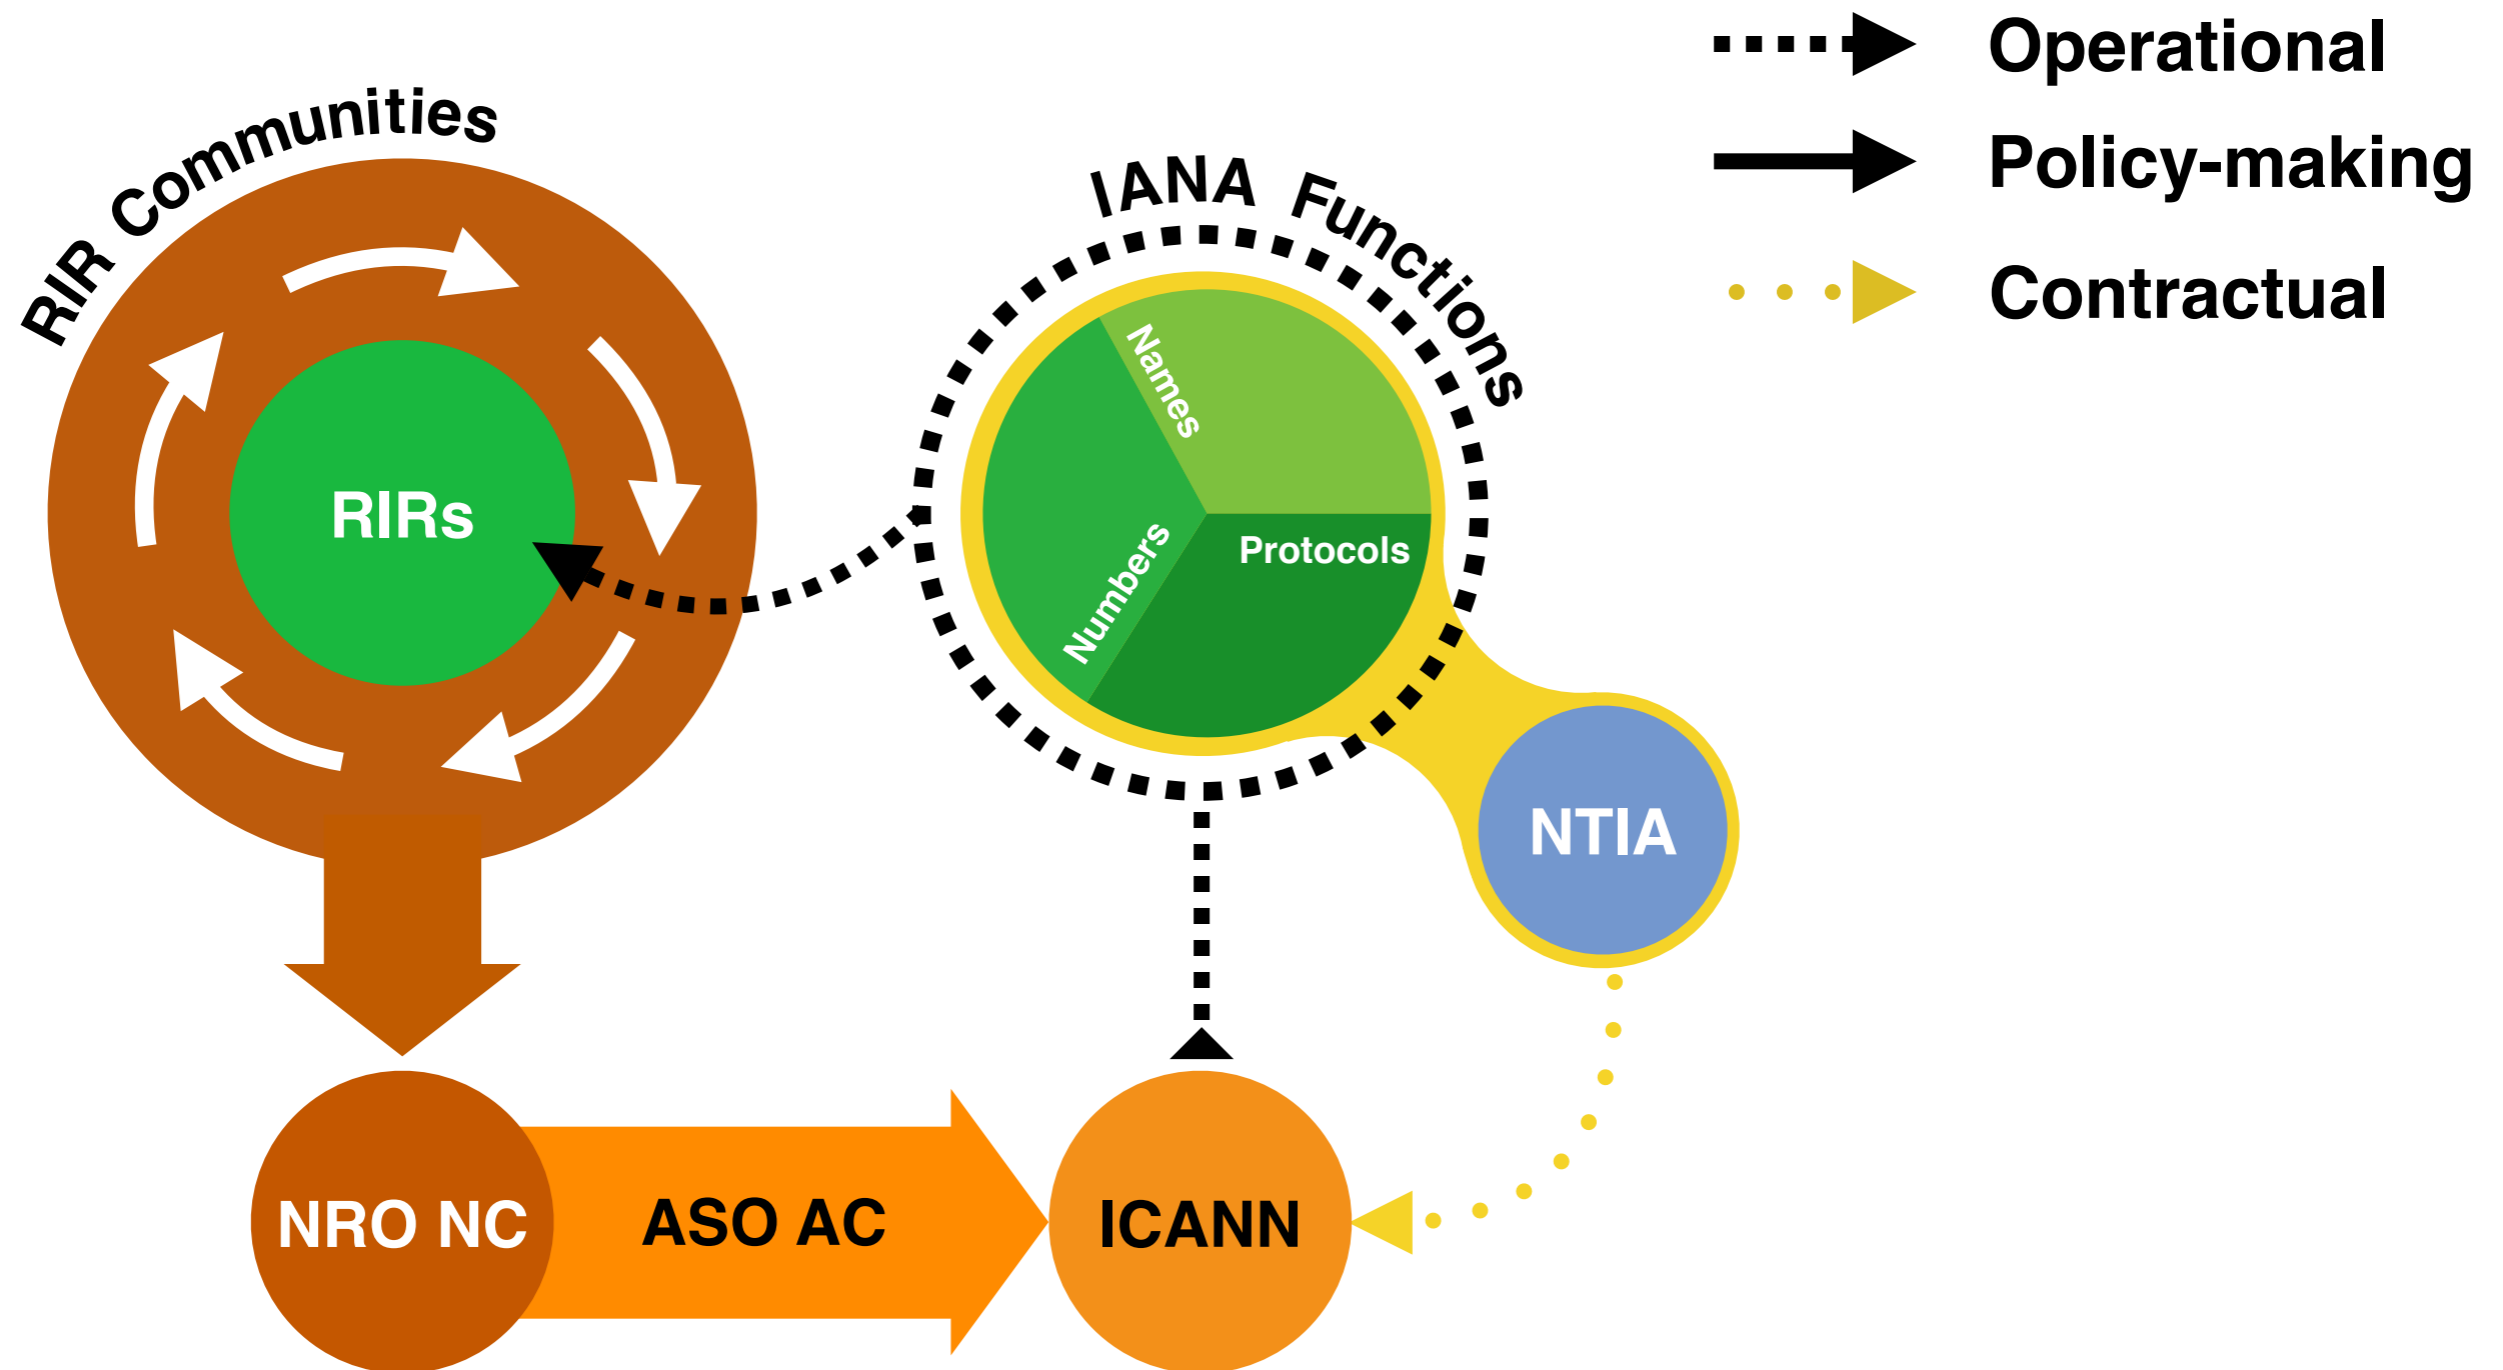 Operational
Policy-making
Contractual
RIR Communities
IANA Functions
Names
Numbers
Protocols
RIRs
NTIA
NRO NC
ASO AC
ICANN